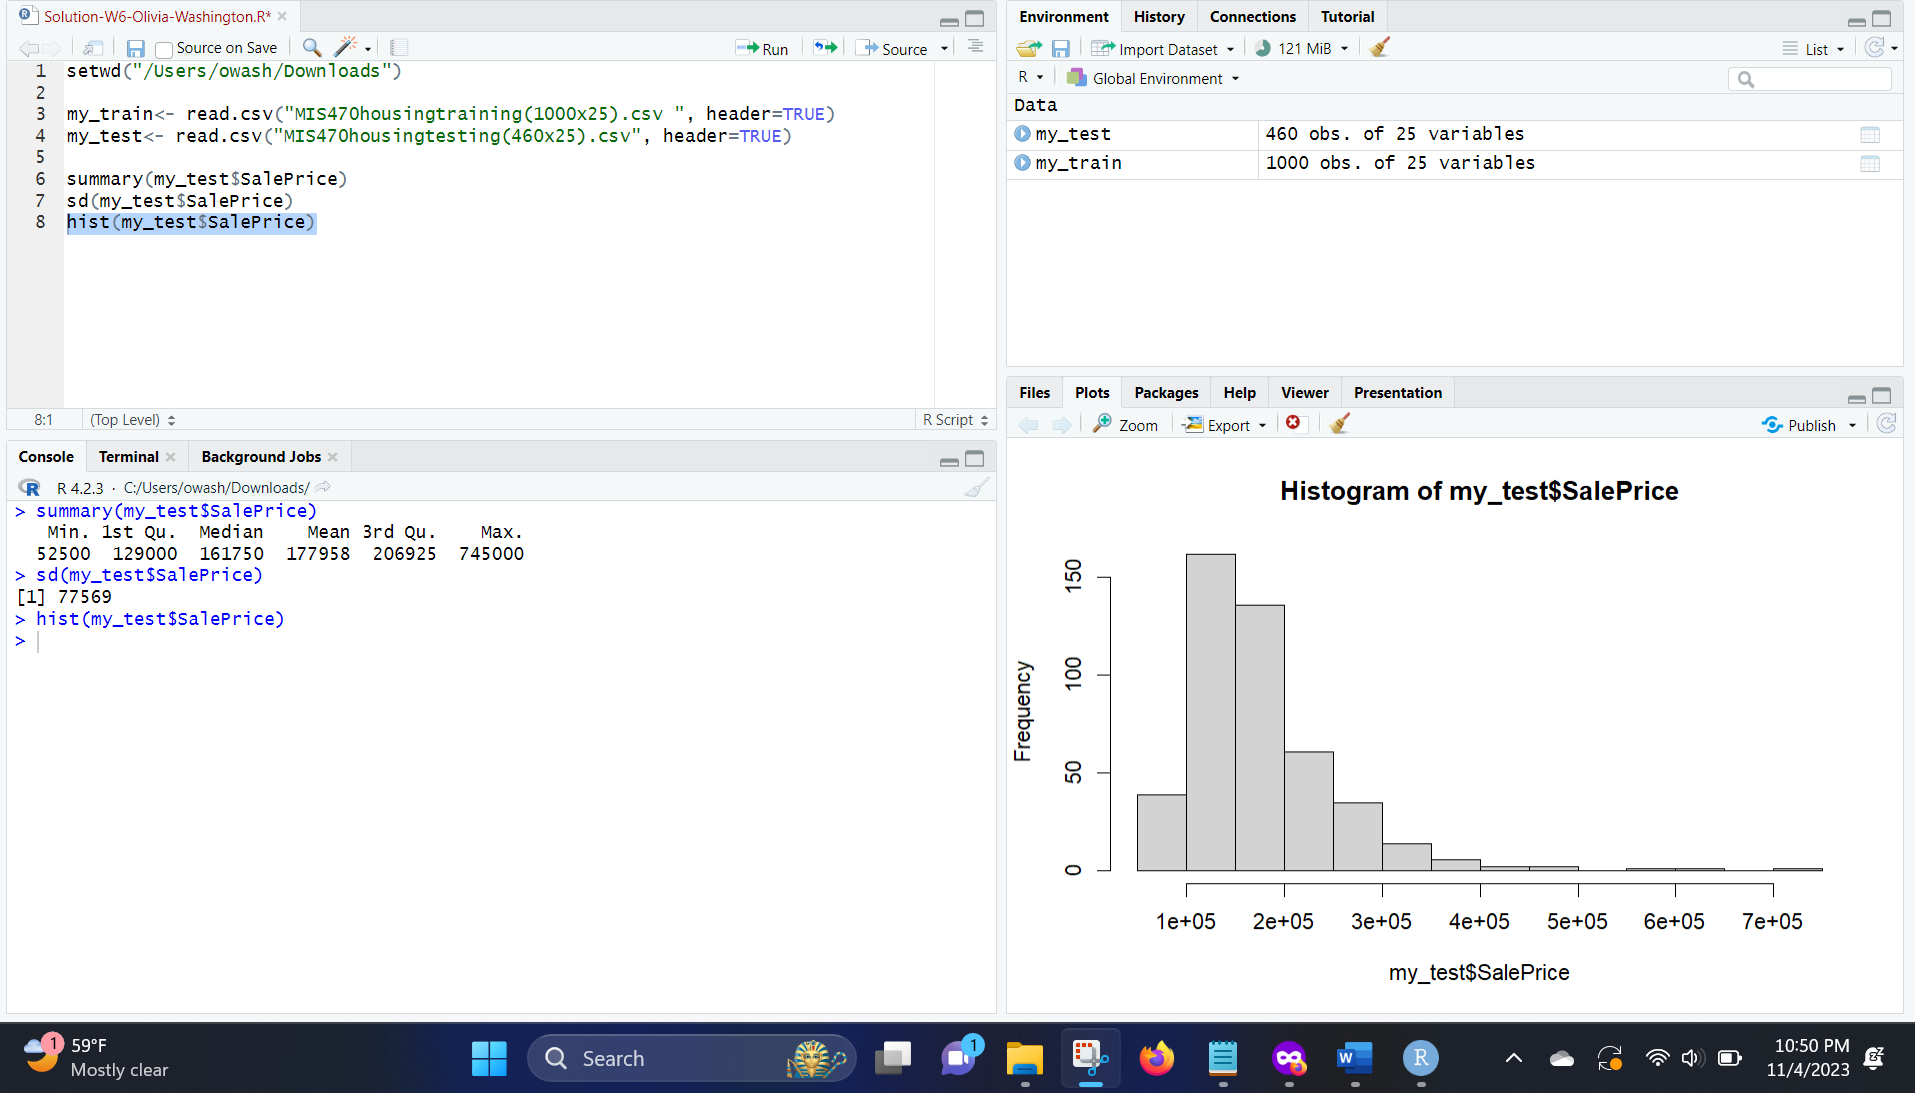 Solution-W6-Olivia-Washington.R*
Source on Save
Run
Source
1 setwd("/Users/owash/Downloads")
2
3 my_train<- read.csv("MIS470housingtraining(1000x25).csv ", header=TRUE)
4 my_test<- read.csv("MIS470housingtesting(460x25).csv", header=TRUE)
5
6 summary(my_test$SalePrice)
7 sd(my_test$SalePrice)
8 hist(my_test$SalePrice)
8:1 (Top Level) R Script
Console Terminal Background Jobs
R 4.2.3 · C:/Users/owash/Downloads/
> summary(my_test$SalePrice)
Min. 1st Qu. Median Mean 3rd Qu. Max.
52500 129000 161750 177958 206925 745000
> sd(my_test$SalePrice)
[1] 77569
> hist(my_test$SalePrice)
>
Environment History Connections Tutorial
Import Dataset 121 MiB List
R Global Environment
Data
my_test 460 obs. of 25 variables
my_train 1000 obs. of 25 variables
Files Plots Packages Help Viewer Presentation
Zoom Export Publish
Histogram of my_test$SalePrice
Frequency
150
100
50
0
1e+05 2e+05 3e+05 4e+05 5e+05 6e+05 7e+05
my_test$SalePrice
1
59°F
Mostly clear
Search
1
W
R
10:50 PM
11/4/2023